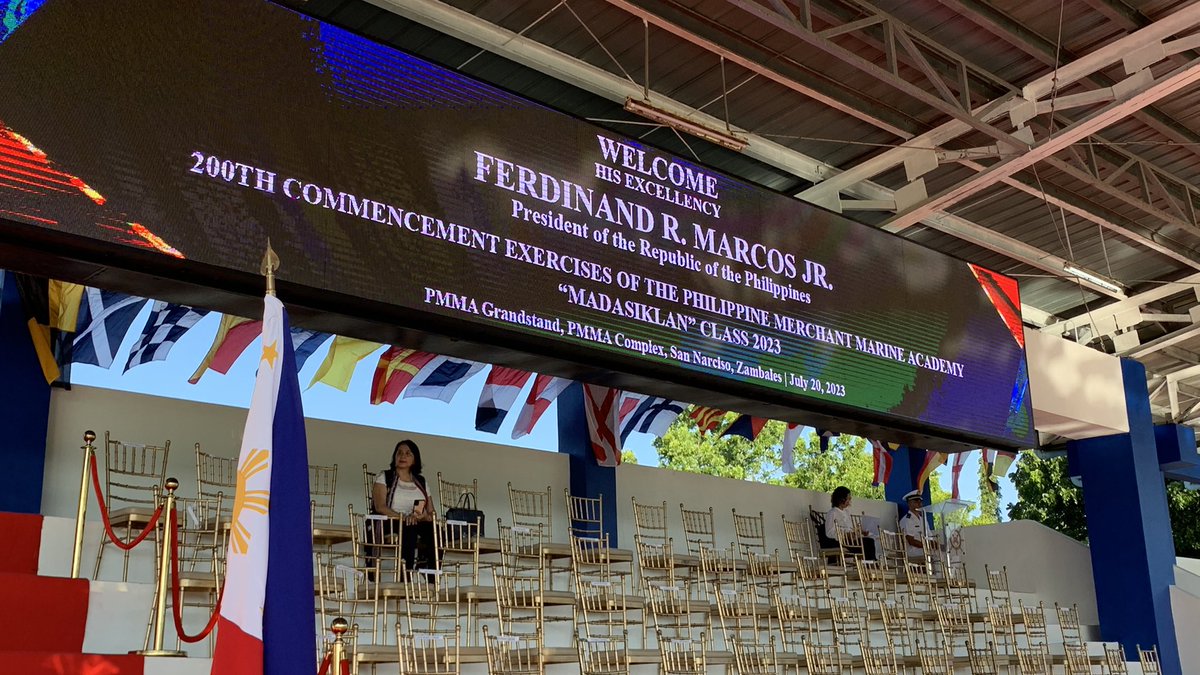 WELCOME
HIS EXCELLENCY
FERDINAND R. MARCOS JR.
President of the Republic of the Philippines
200TH COMMENCEMENT EXERCISES OF THE PHILIPPINE MERCHANT MARINE ACADEMY
“MADASIKLAN” CLASS 2023
PMMA Grandstand, PMMA Complex, San Narciso, Zambales | July 20, 2023